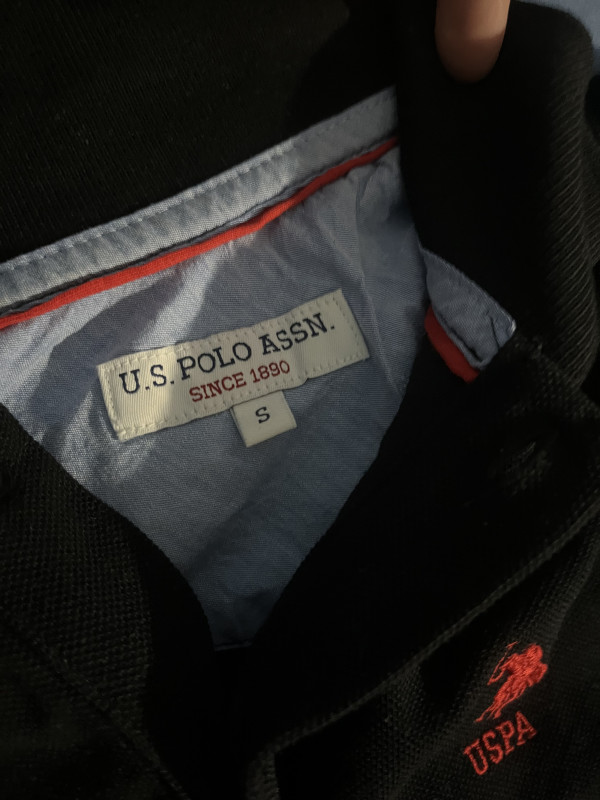 U.S. POLO ASSN.
SINCE 1890
S
USPA